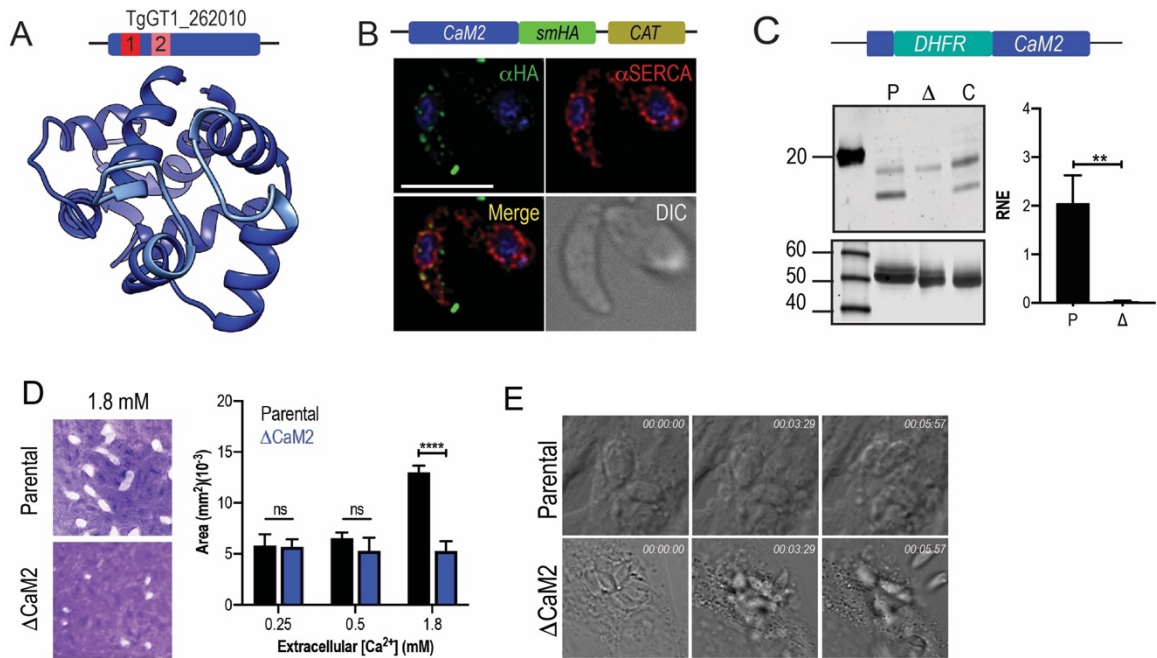 A
TgGT1_262010
1 2
B
CaM2 smHA CAT
αHA αSERCA
Merge DIC
C
DHFR CaM2
P Δ C
20
60
50
40
RNE
4
3
2
1
0
**
P Δ
D
1.8 mM
Parental
ΔCaM2
Area (mm²)(10⁻³)
20
15
10
5
0
Parental
ΔCaM2
ns ns ****
0.25 0.5 1.8
Extracellular [Ca²⁺] (mM)
E
Parental
00:00:00 00:03:29 00:05:57
ΔCaM2
00:00:00 00:03:29 00:05:57